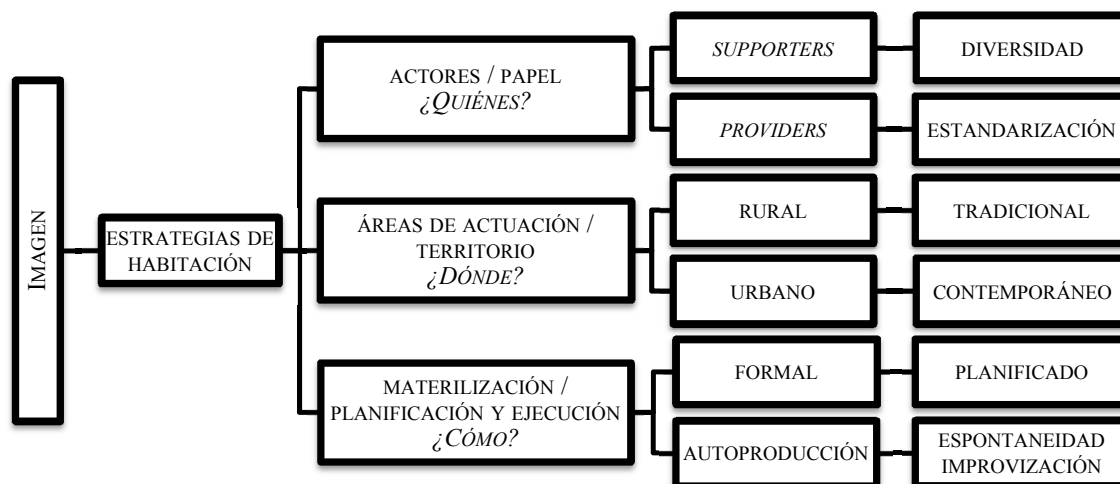 IMAGEN
ESTRATEGIAS DE
HABITACIÓN
ACTORES / PAPEL
¿QUIÉNES?
SUPPORTERS
DIVERSIDAD
PROVIDERS
ESTANDARIZACIÓN
ÁREAS DE ACTUACIÓN /
TERRITORIO
¿DÓNDE?
RURAL
TRADICIONAL
URBANO
CONTEMPORÁNEO
MATERILIZACIÓN /
PLANIFICACIÓN Y EJECUCIÓN
¿CÓMO?
FORMAL
PLANIFICADO
AUTOPRODUCCIÓN
ESPONTANEIDAD
IMPROVIZACIÓN